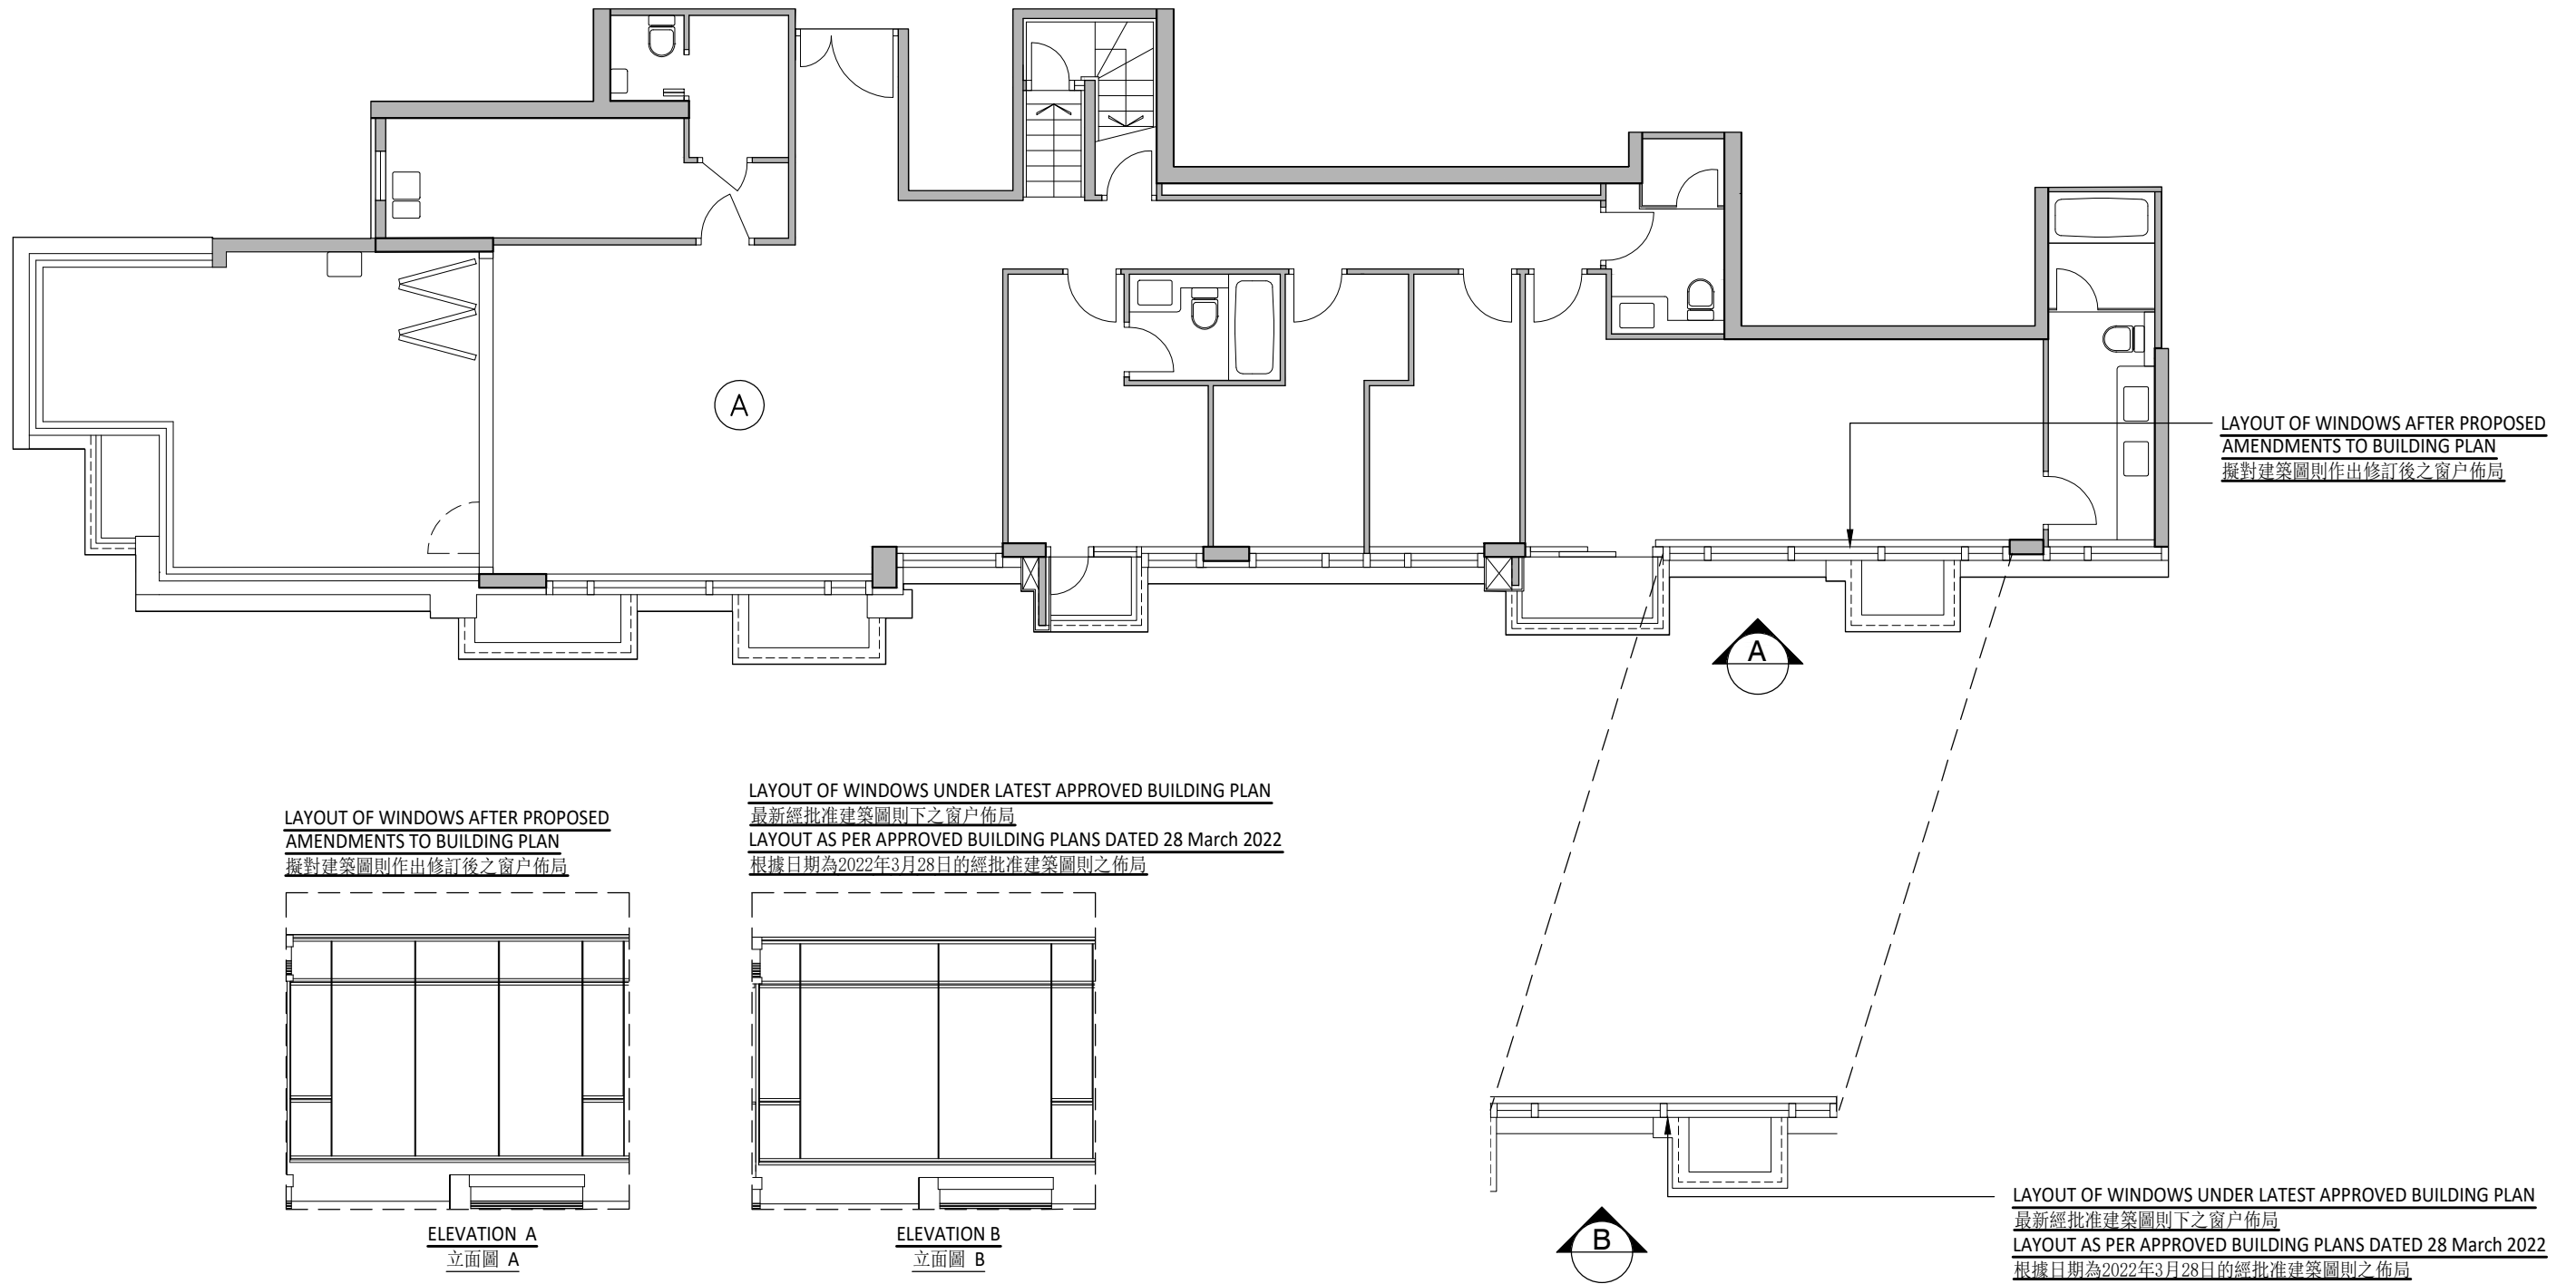 A
LAYOUT OF WINDOWS AFTER PROPOSED
AMENDMENTS TO BUILDING PLAN
擬對建築圖則作出修訂後之窗户佈局
A
LAYOUT OF WINDOWS AFTER PROPOSED
AMENDMENTS TO BUILDING PLAN
擬對建築圖則作出修訂後之窗户佈局
ELEVATION A
立面圖 A
LAYOUT OF WINDOWS UNDER LATEST APPROVED BUILDING PLAN
最新經批准建築圖則下之窗户佈局
LAYOUT AS PER APPROVED BUILDING PLANS DATED 28 March 2022
根據日期為2022年3月28日的經批准建築圖則之佈局
ELEVATION B
立面圖 B
B
LAYOUT OF WINDOWS UNDER LATEST APPROVED BUILDING PLAN
最新經批准建築圖則下之窗户佈局
LAYOUT AS PER APPROVED BUILDING PLANS DATED 28 March 2022
根據日期為2022年3月28日的經批准建築圖則之佈局